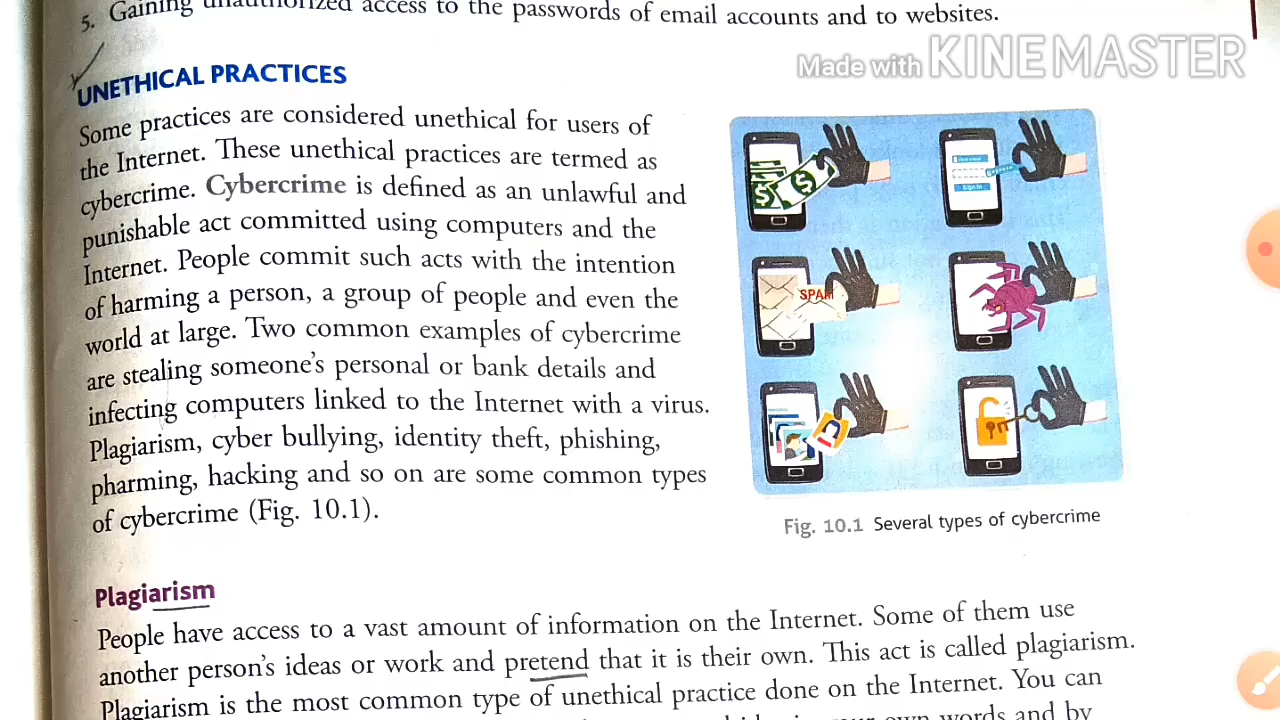 5. Gaining unauthorized access to the passwords of email accounts and to websites.
Made with KINEMASTER
UNETHICAL PRACTICES
Some practices are considered unethical for users of
the Internet. These unethical practices are termed as
cybercrime. Cybercrime is defined as an unlawful and
punishable act committed using computers and the
Internet. People commit such acts with the intention
of harming a person, a group of people and even the
world at large. Two common examples of cybercrime
are stealing someone's personal or bank details and
infecting computers linked to the Internet with a virus.
Plagiarism, cyber bullying, identity theft, phishing,
pharming, hacking and so on are some common types
of cybercrime (Fig. 10.1).
SPAM
Sign in
Fig. 10.1 Several types of cybercrime
Plagiarism
People have access to a vast amount of information on the Internet. Some of them use
another person's ideas or work and pretend that it is their own. This act is called plagiarism.
Plagiarism is the most common type of unethical practice done on the Internet. You can
own words and by